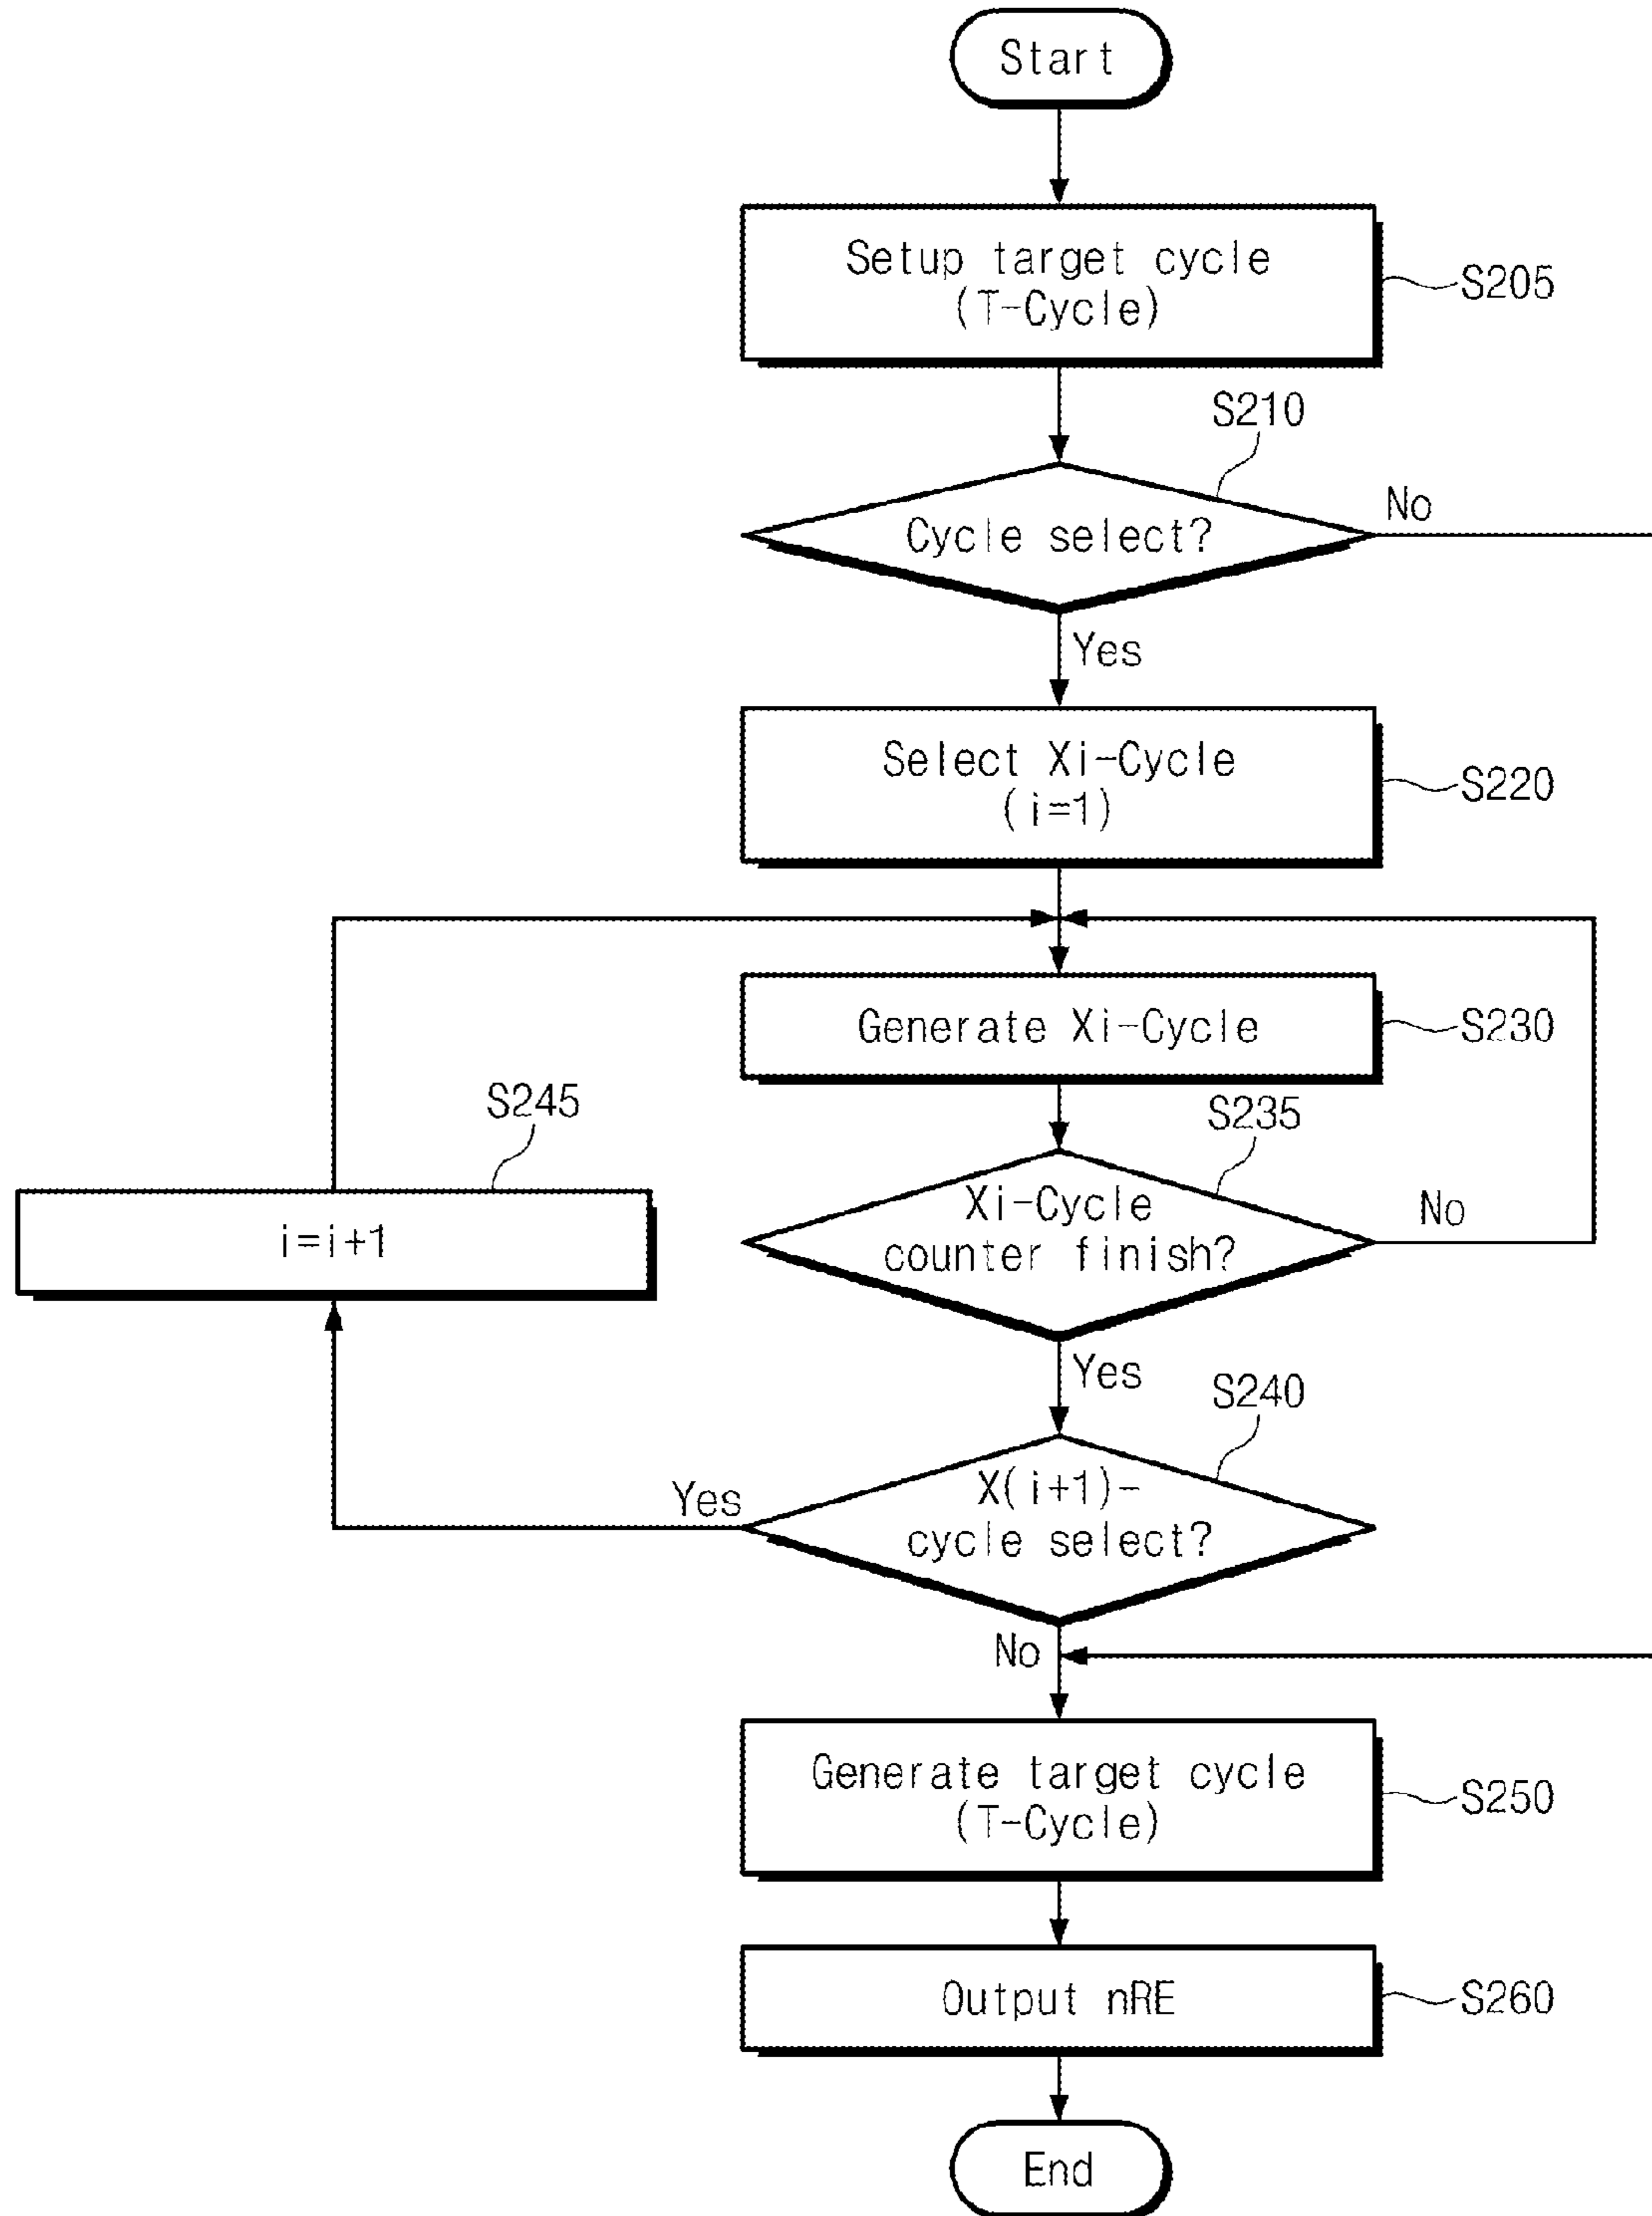 Start
Setup target cycle
(T-Cycle)
S205
S210
Cycle select?
No
Yes
Select Xi-Cycle
(i=1)
S220
Generate Xi-Cycle
S230
S245
i=i+1
S235
Xi-Cycle
counter finish?
No
Yes
S240
X(i+1)-
cycle select?
Yes
No
Generate target cycle
(T-Cycle)
S250
Output nRE
S260
End